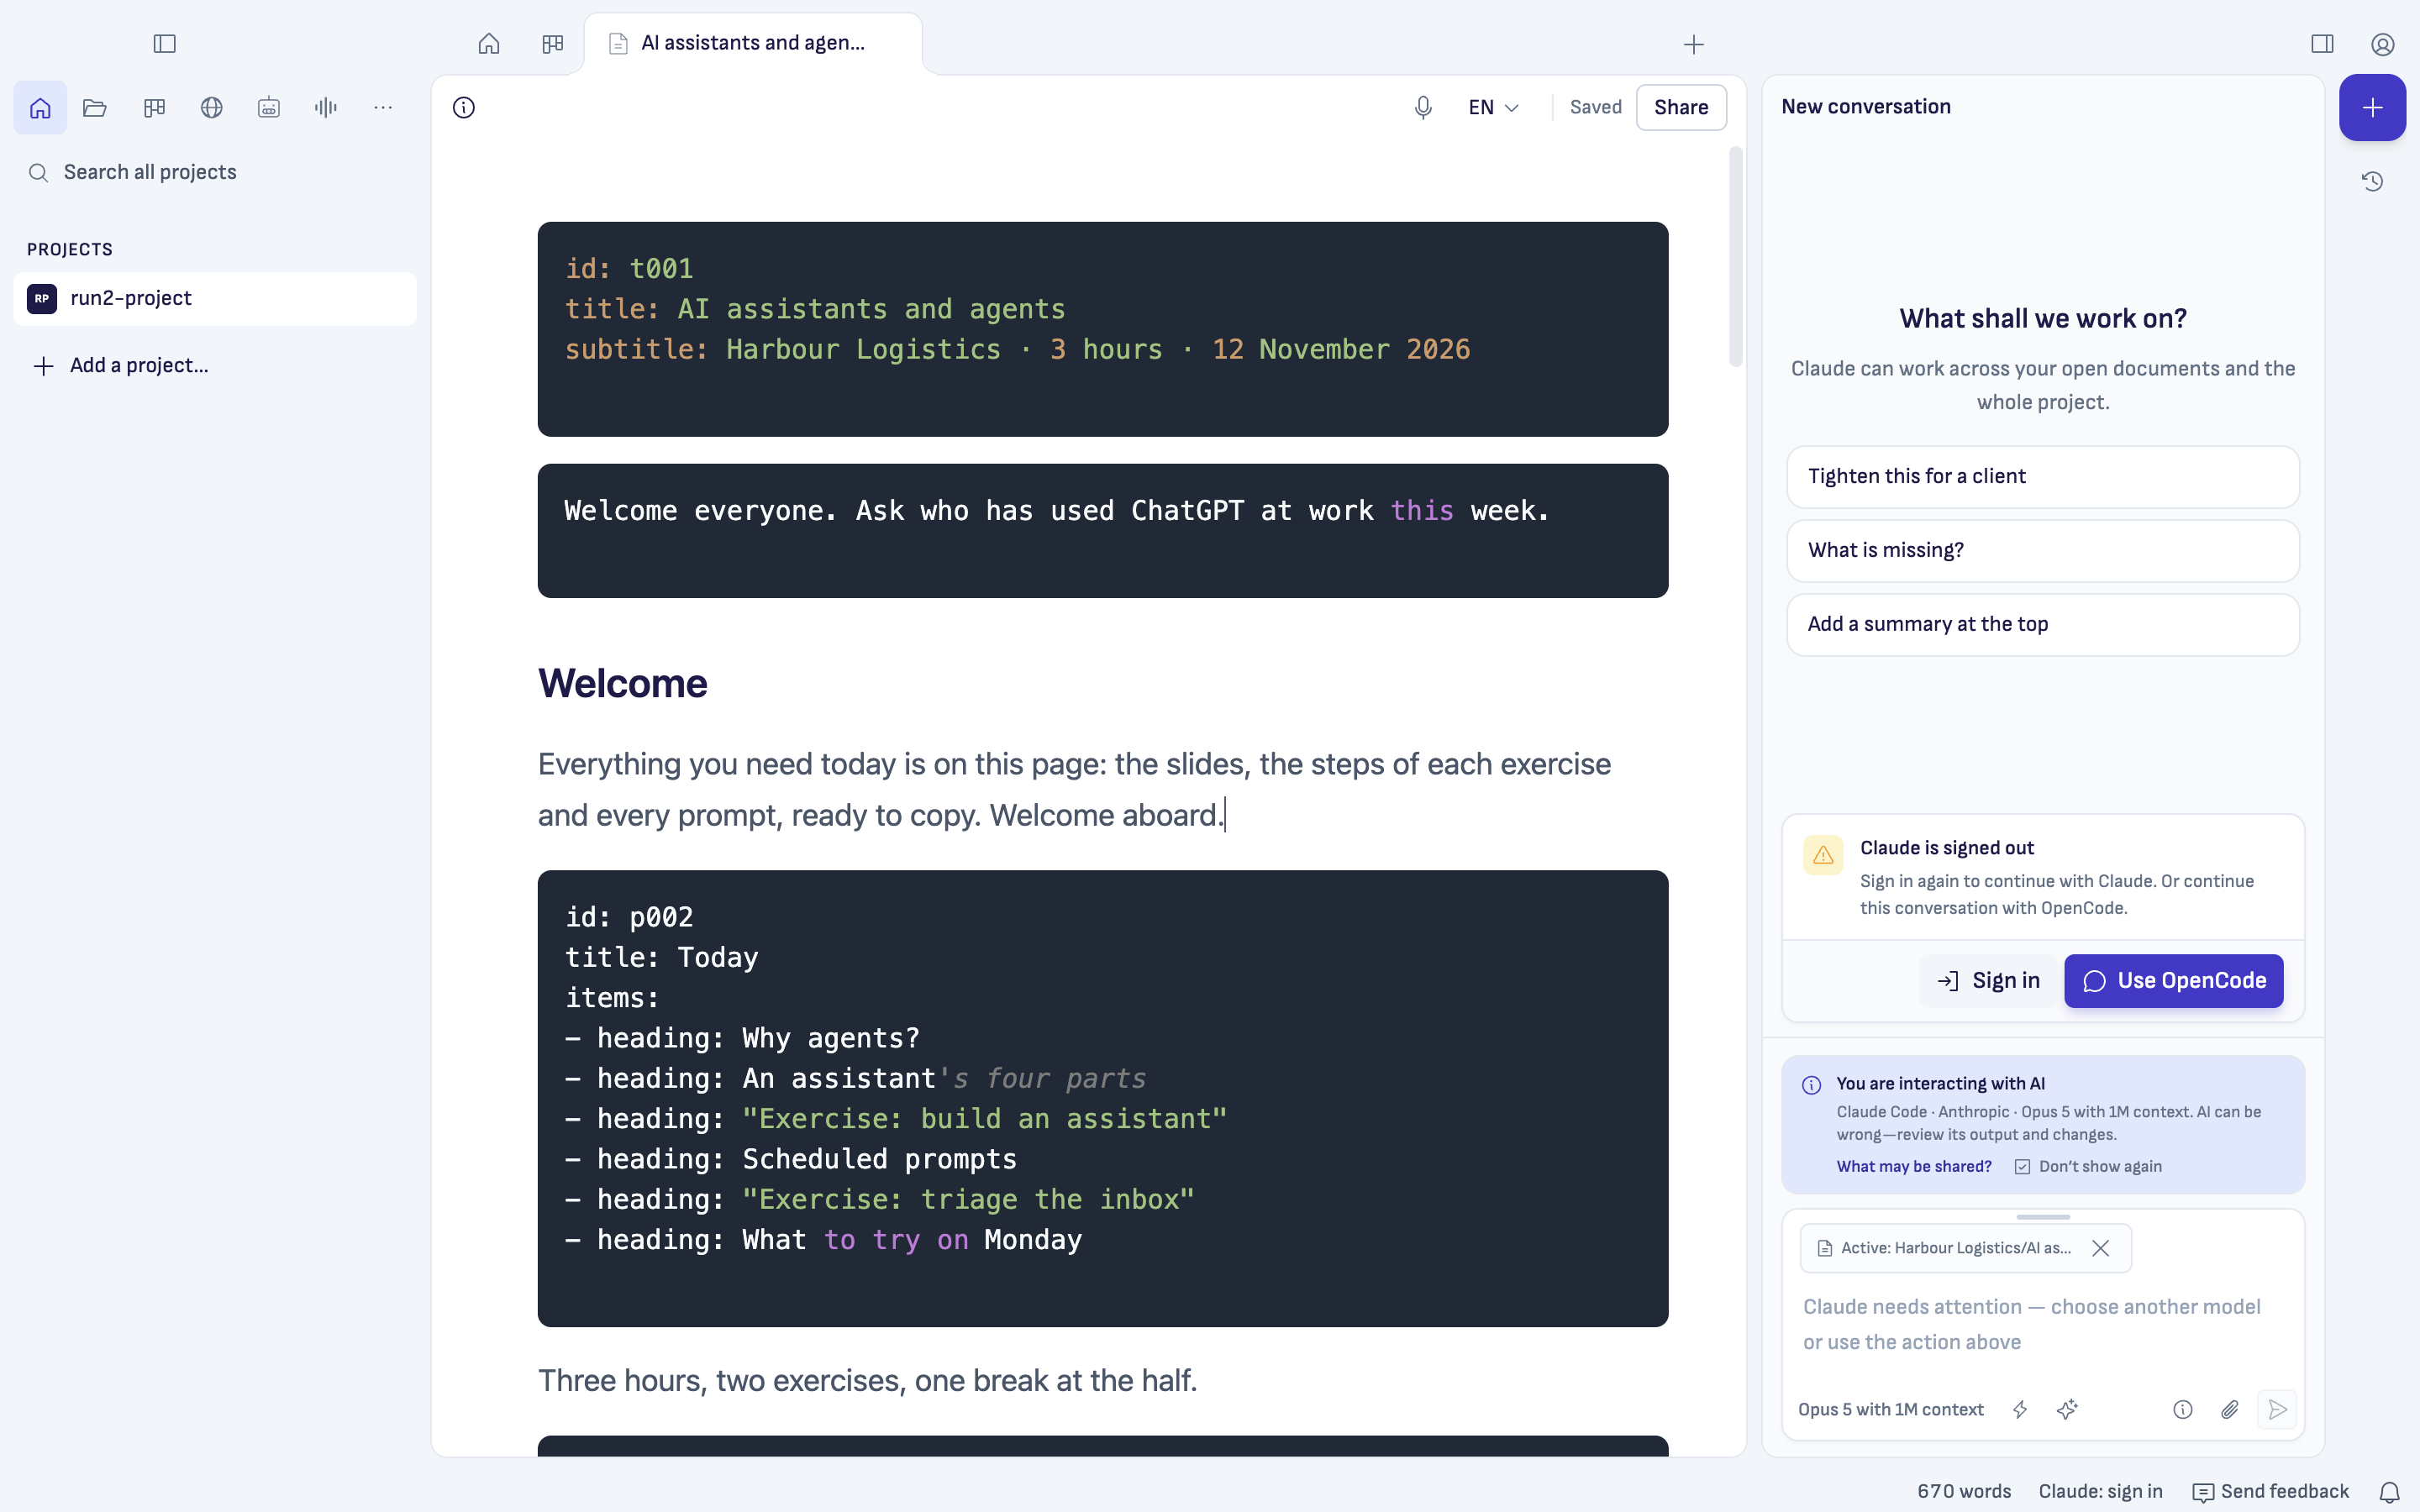 AI assistants and agen...
EN
Saved
Share
New conversation
Search all projects
PROJECTS
RP
run2-project
Add a project...
id: t001
title: AI assistants and agents
subtitle: Harbour Logistics · 3 hours · 12 November 2026
Welcome everyone. Ask who has used ChatGPT at work this week.
Welcome
Everything you need today is on this page: the slides, the steps of each exercise
and every prompt, ready to copy. Welcome aboard.
id: p002
title: Today
items:
- heading: Why agents?
- heading: An assistant's four parts
- heading: "Exercise: build an assistant"
- heading: Scheduled prompts
- heading: "Exercise: triage the inbox"
- heading: What to try on Monday
Three hours, two exercises, one break at the half.
What shall we work on?
Claude can work across your open documents and the
whole project.
Tighten this for a client
What is missing?
Add a summary at the top
Claude is signed out
Sign in again to continue with Claude. Or continue
this conversation with OpenCode.
Sign in
Use OpenCode
You are interacting with AI
Claude Code · Anthropic · Opus 5 with 1M context. AI can be
wrong—review its output and changes.
What may be shared?
Don't show again
Active: Harbour Logistics/AI as...
Claude needs attention — choose another model
or use the action above
Opus 5 with 1M context
670 words
Claude: sign in
Send feedback